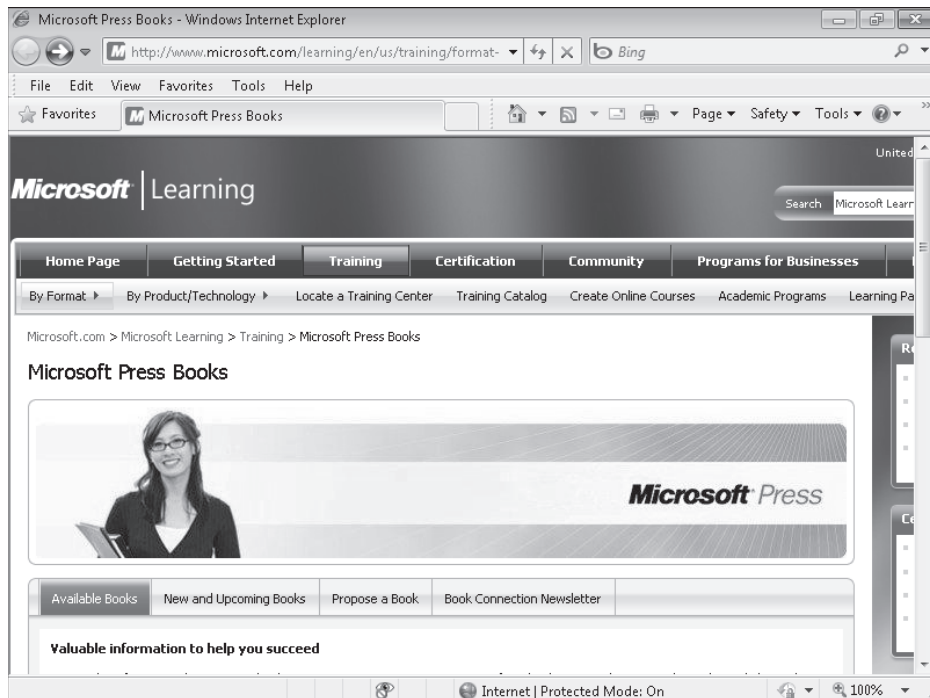 Microsoft Press Books - Windows Internet Explorer
http://www.microsoft.com/learning/en/us/training/format-
Bing
File Edit View Favorites Tools Help
Favorites
Microsoft Press Books
Page Safety Tools
United
Microsoft Learning
Search Microsoft Learn
Home Page Getting Started Training Certification Community Programs for Businesses
By Format By Product/Technology Locate a Training Center Training Catalog Create Online Courses Academic Programs Learning Pa
Microsoft.com > Microsoft Learning > Training > Microsoft Press Books
Microsoft Press Books
Microsoft Press
Available Books New and Upcoming Books Propose a Book Book Connection Newsletter
Valuable information to help you succeed
Internet | Protected Mode: On
100%